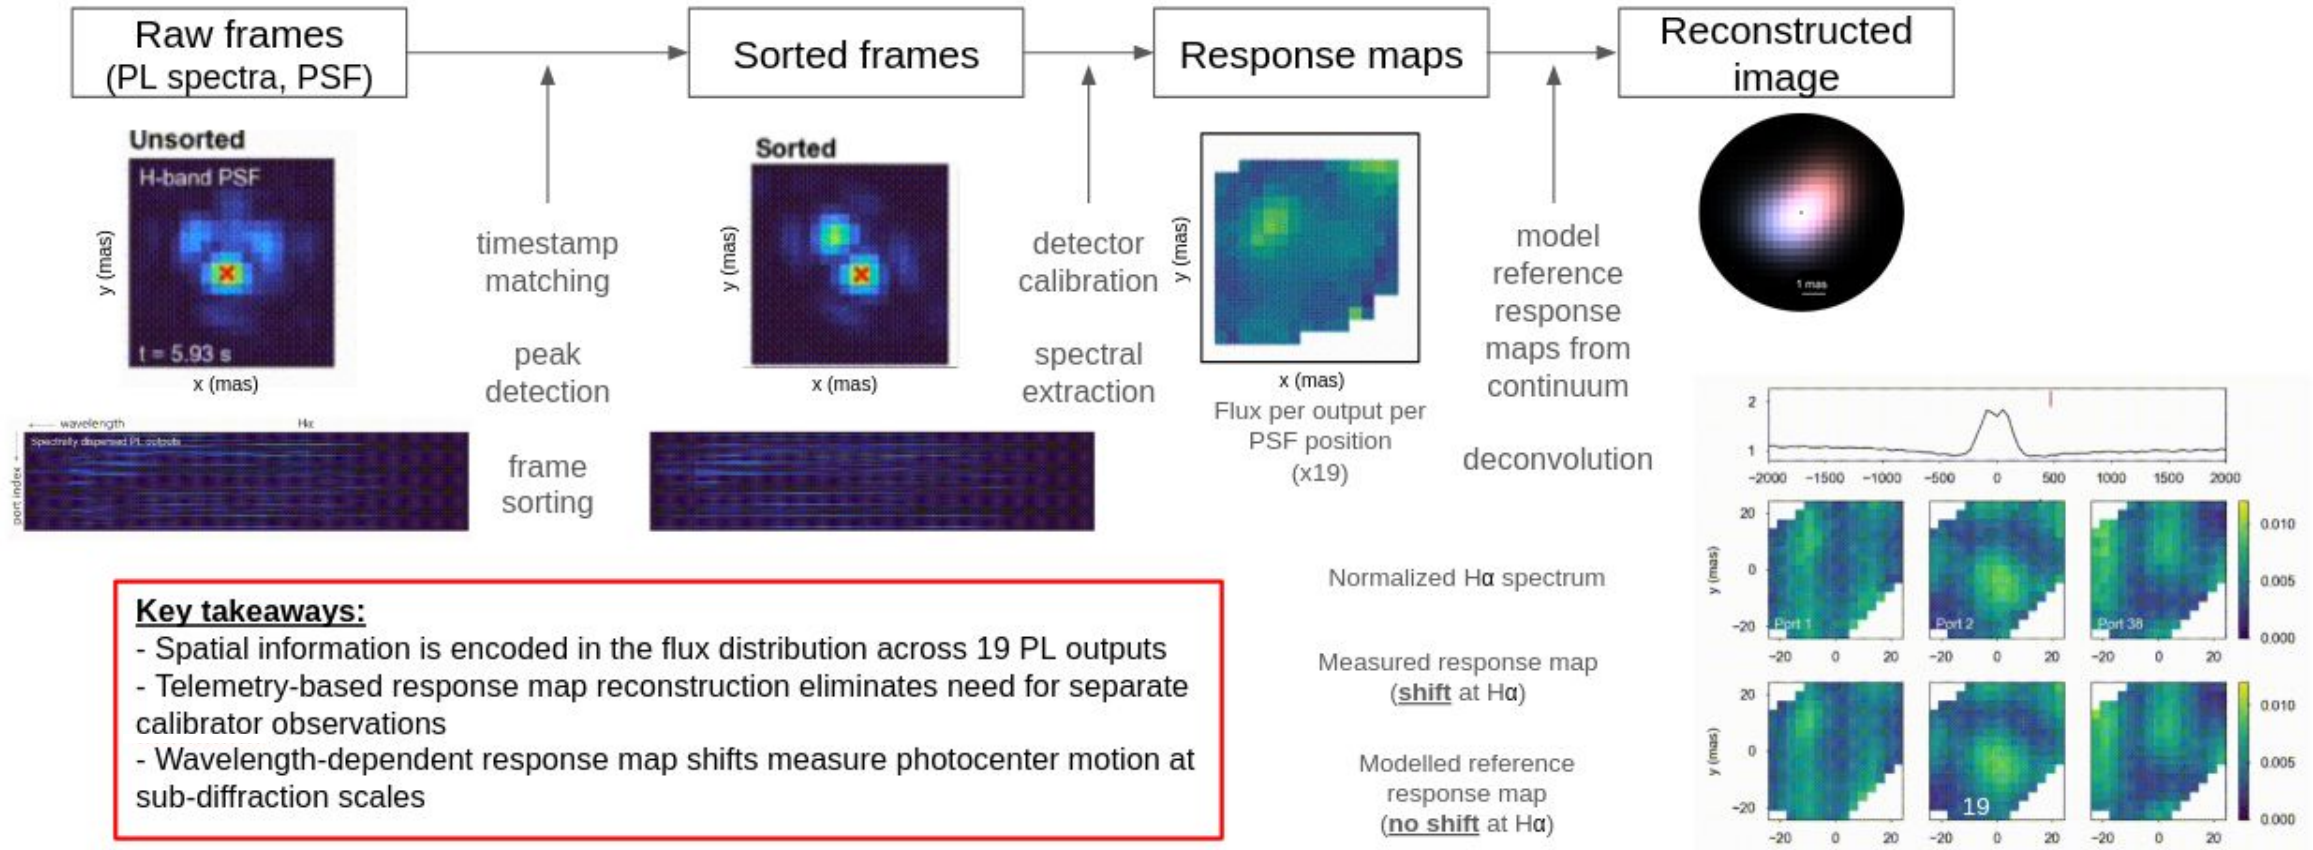 Raw frames
(PL spectra, PSF)
Sorted frames
Response maps
Reconstructed
image
Unsorted
H-band PSF
t = 5.93 s
y (mas)
x (mas)
timestamp
matching
peak
detection
frame
sorting
Sorted
y (mas)
x (mas)
detector
calibration
spectral
extraction
y (mas)
x (mas)
Flux per output per
PSF position
(x19)
model
reference
response
maps from
continuum
deconvolution
1 mas
←---- wavelength
Hα
Spectrally dispersed PL outputs
port index ←----
2
1
−2000 −1500 −1000 −500 0 500 1000 1500 2000
Normalized Hα spectrum
Measured response map
(shift at Hα)
Modelled reference
response map
(no shift at Hα)
y (mas)
20
0
−20
Port 1
Port 2
Port 38
−20 0 20
−20 0 20
−20 0 20
0.010
0.005
0.000
y (mas)
20
0
−20
19
−20 0 20
−20 0 20
−20 0 20
0.010
0.005
0.000
Key takeaways:
- Spatial information is encoded in the flux distribution across 19 PL outputs
- Telemetry-based response map reconstruction eliminates need for separate
calibrator observations
- Wavelength-dependent response map shifts measure photocenter motion at
sub-diffraction scales